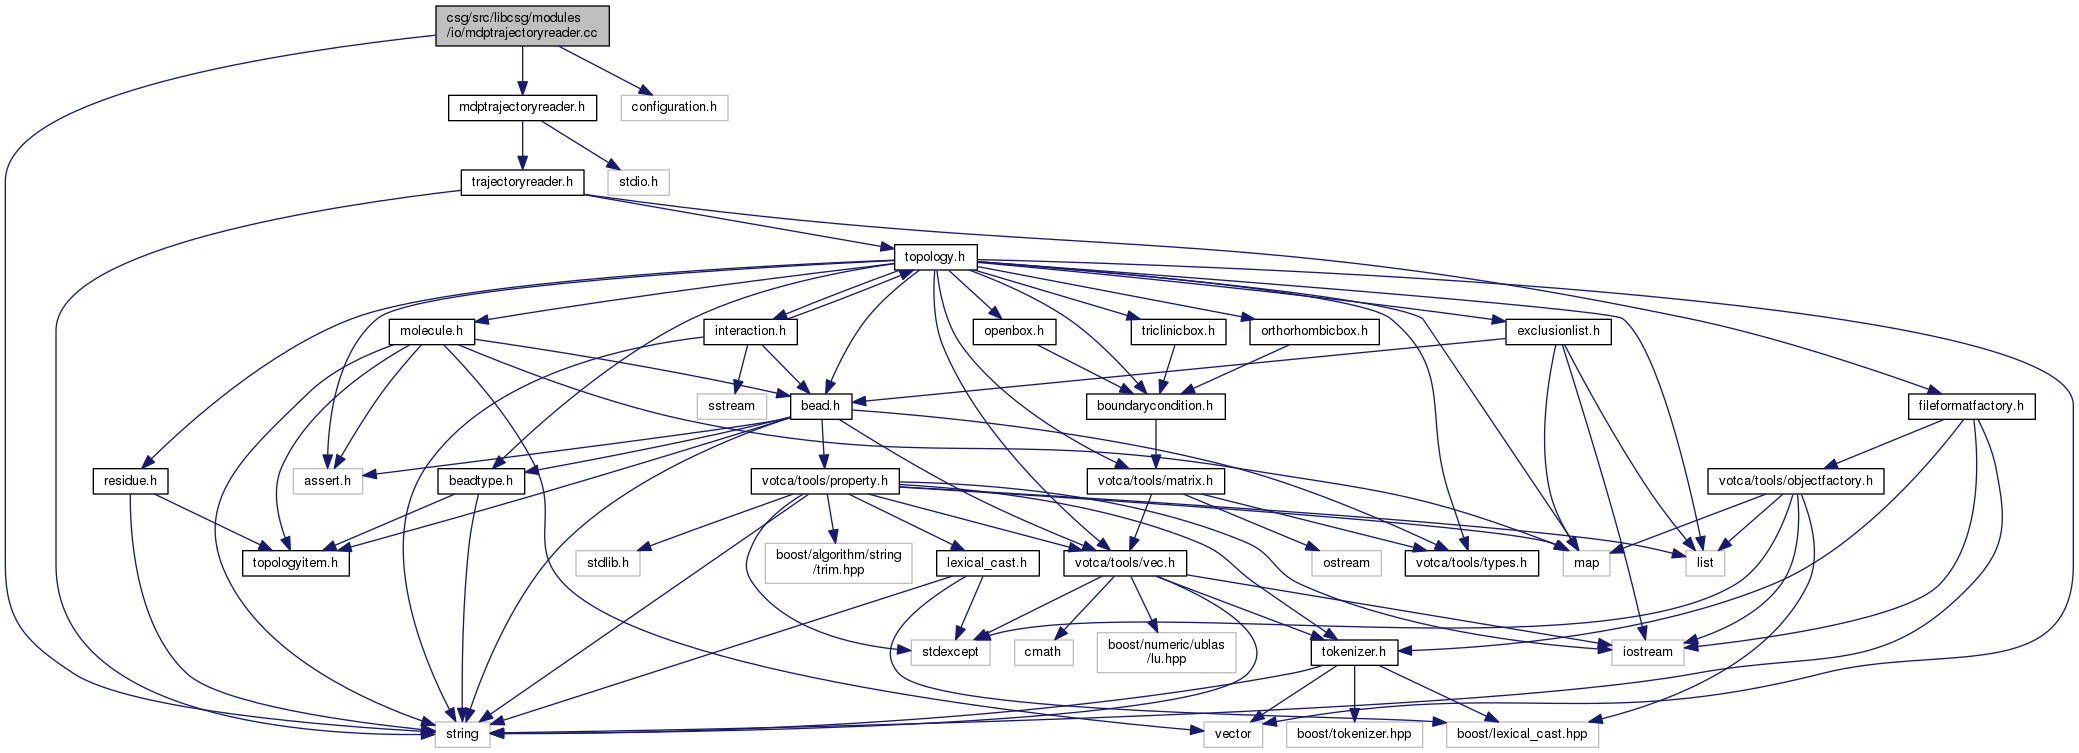 csg/src/libcsg/modules
/io/mdptrajectoryreader.cc
mdptrajectoryreader.h
configuration.h
trajectoryreader.h
stdio.h
topology.h
molecule.h
interaction.h
openbox.h
triclinicbox.h
orthorhombicbox.h
exclusionlist.h
sstream
bead.h
boundarycondition.h
fileformatfactory.h
residue.h
assert.h
beadtype.h
votca/tools/property.h
votca/tools/matrix.h
votca/tools/objectfactory.h
topologyitem.h
stdlib.h
boost/algorithm/string
/trim.hpp
lexical_cast.h
votca/tools/vec.h
ostream
votca/tools/types.h
map
list
stdexcept
cmath
boost/numeric/ublas
/lu.hpp
tokenizer.h
iostream
string
vector
boost/tokenizer.hpp
boost/lexical_cast.hpp